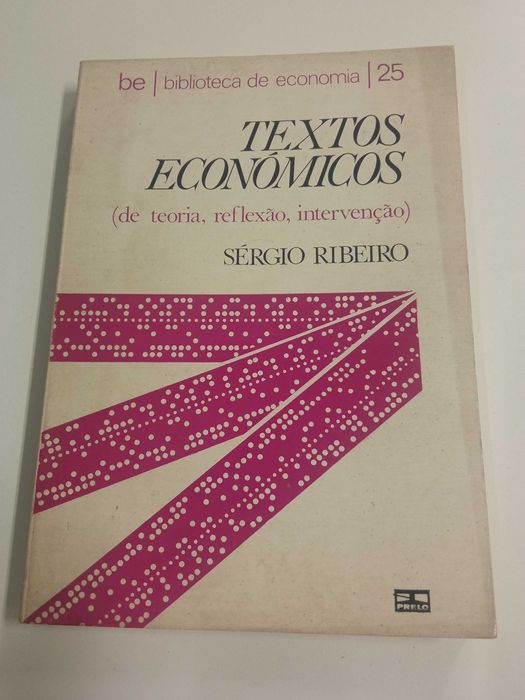 be | biblioteca de economia | 25
TEXTOS
ECONÓMICOS
(de teoria, reflexão, intervenção)
SÉRGIO RIBEIRO
PRELO